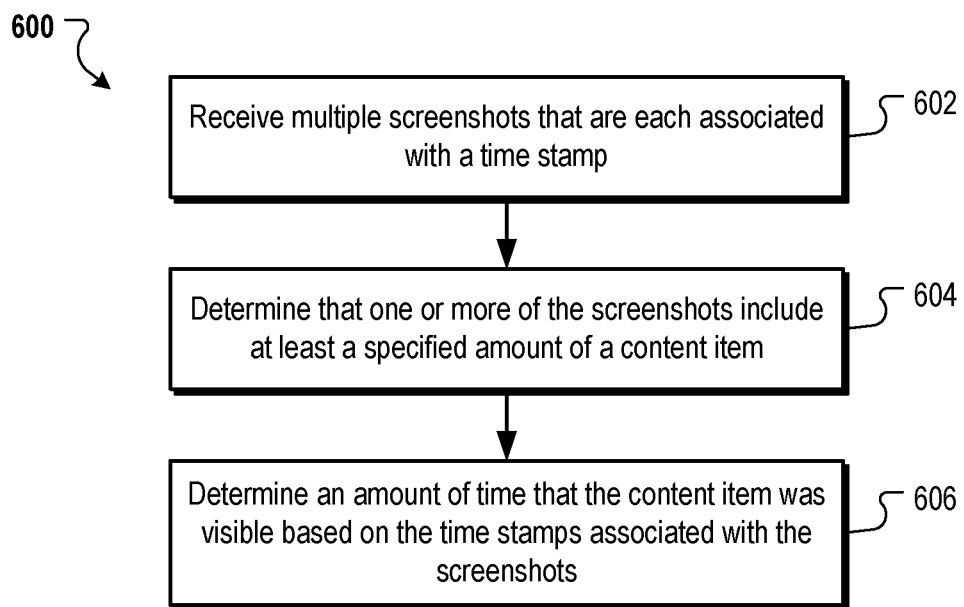 600
Receive multiple screenshots that are each associated
with a time stamp
602
Determine that one or more of the screenshots include
at least a specified amount of a content item
604
Determine an amount of time that the content item was
visible based on the time stamps associated with the
screenshots
606